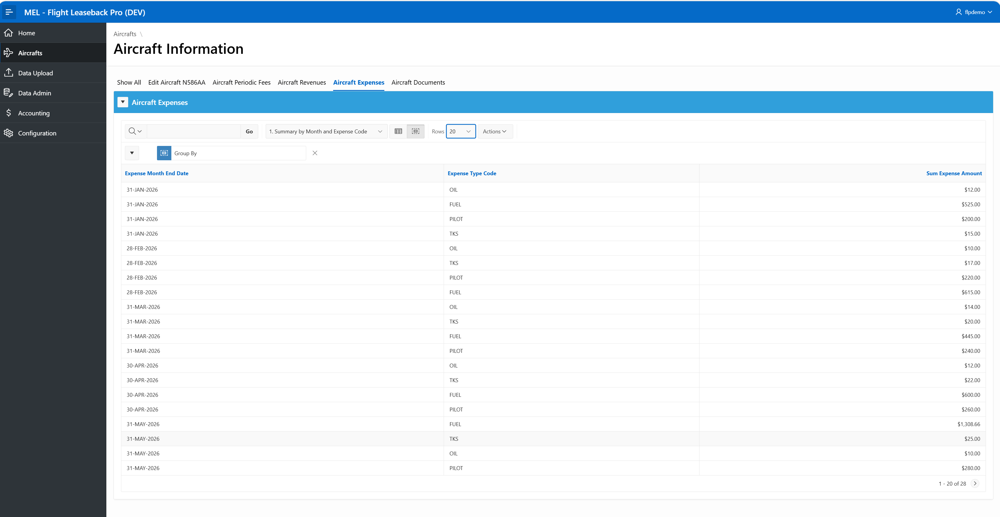 MEL - Flight Leaseback Pro (DEV)
flpdemo
Home
Aircrafts
Data Upload
Data Admin
Accounting
Configuration
Aircrafts \
Aircraft Information
Show All Edit Aircraft N586AA Aircraft Periodic Fees Aircraft Revenues Aircraft Expenses Aircraft Documents
Aircraft Expenses
Go 1. Summary by Month and Expense Code Rows 20 Actions
Group By
Expense Month End Date Expense Type Code Sum Expense Amount
31-JAN-2026 OIL $12.00
31-JAN-2026 FUEL $525.00
31-JAN-2026 PILOT $200.00
31-JAN-2026 TKS $15.00
28-FEB-2026 OIL $10.00
28-FEB-2026 TKS $17.00
28-FEB-2026 PILOT $220.00
28-FEB-2026 FUEL $615.00
31-MAR-2026 OIL $14.00
31-MAR-2026 TKS $20.00
31-MAR-2026 FUEL $445.00
31-MAR-2026 PILOT $240.00
30-APR-2026 OIL $12.00
30-APR-2026 TKS $22.00
30-APR-2026 FUEL $600.00
30-APR-2026 PILOT $260.00
31-MAY-2026 FUEL $1,308.66
31-MAY-2026 TKS $25.00
31-MAY-2026 OIL $10.00
31-MAY-2026 PILOT $280.00
1 - 20 of 28